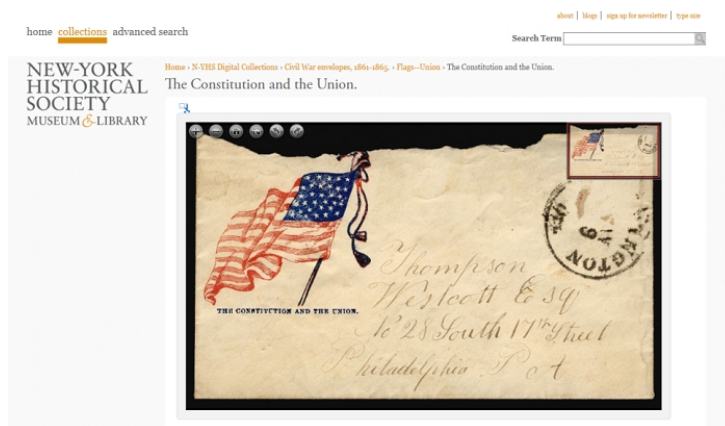 about | blogs | sign up for newsletter | type size
home collections advanced search
Search Term
NEW-YORK
HISTORICAL
SOCIETY
MUSEUM & LIBRARY
Home › N-YHS Digital Collections › Civil War envelopes, 1861-1865. › Flags--Union › The Constitution and the Union.
The Constitution and the Union.
THE CONSTITUTION AND THE UNION.
Thompson
Westcott Esq
No 28 South 17th Street
Philadelphia P A
INGTON
9